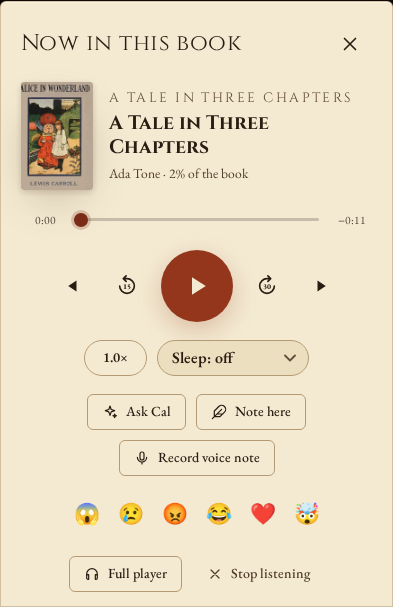 Now in this book
ALICE IN WONDERLAND
LEWIS CARROLL
A TALE IN THREE CHAPTERS
A Tale in Three
Chapters
Ada Tone · 2% of the book
0:00
−0:11
15
30
1.0×
Sleep: off
Ask Cal
Note here
Record voice note
Full player
Stop listening